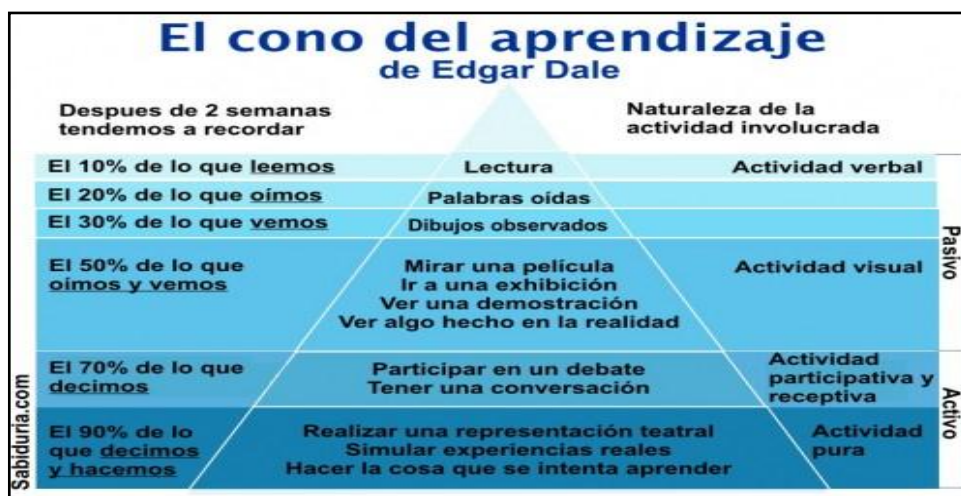 El cono del aprendizaje
de Edgar Dale
Despues de 2 semanas
tendemos a recordar
Naturaleza de la
actividad involucrada
El 10% de lo que leemos
Lectura
Actividad verbal
El 20% de lo que oímos
Palabras oídas
El 30% de lo que vemos
Dibujos observados
El 50% de lo que
oímos y vemos
Mirar una película
Ir a una exhibición
Ver una demostración
Ver algo hecho en la realidad
Actividad visual
Pasivo
El 70% de lo que
decimos
Participar en un debate
Tener una conversación
Actividad
participativa y
receptiva
El 90% de lo
que decimos
y hacemos
Realizar una representación teatral
Simular experiencias reales
Hacer la cosa que se intenta aprender
Actividad
pura
Activo
Sabiduria.com